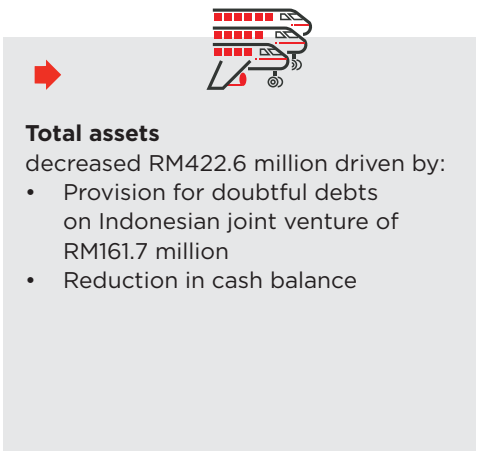 Total assets
decreased RM422.6 million driven by:
• Provision for doubtful debts
on Indonesian joint venture of
RM161.7 million
• Reduction in cash balance